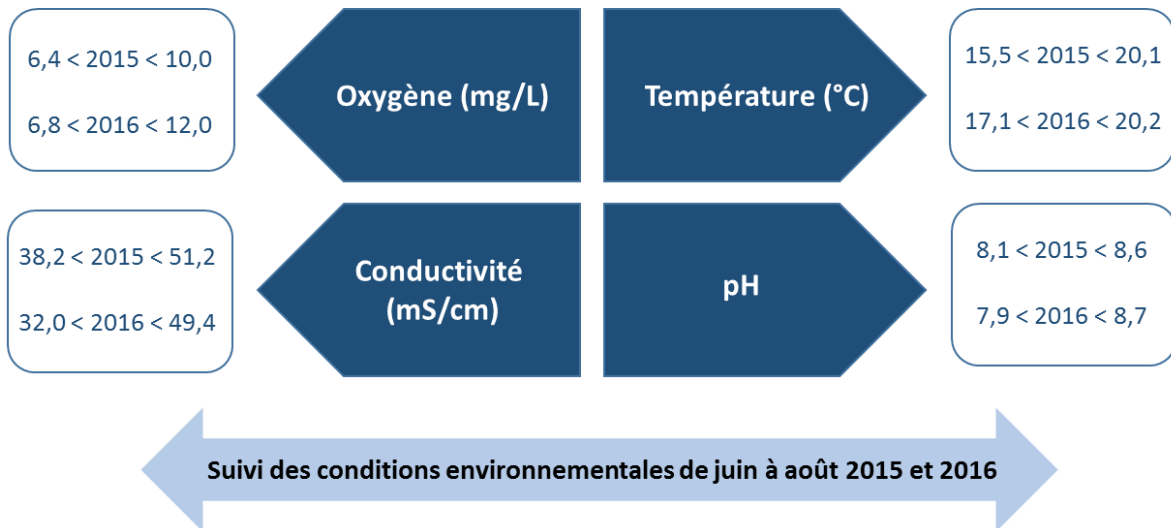 6,4 < 2015 < 10,0
6,8 < 2016 < 12,0
Oxygène (mg/L)
Température (°C)
15,5 < 2015 < 20,1
17,1 < 2016 < 20,2
38,2 < 2015 < 51,2
32,0 < 2016 < 49,4
Conductivité
(mS/cm)
pH
8,1 < 2015 < 8,6
7,9 < 2016 < 8,7
Suivi des conditions environnementales de juin à août 2015 et 2016